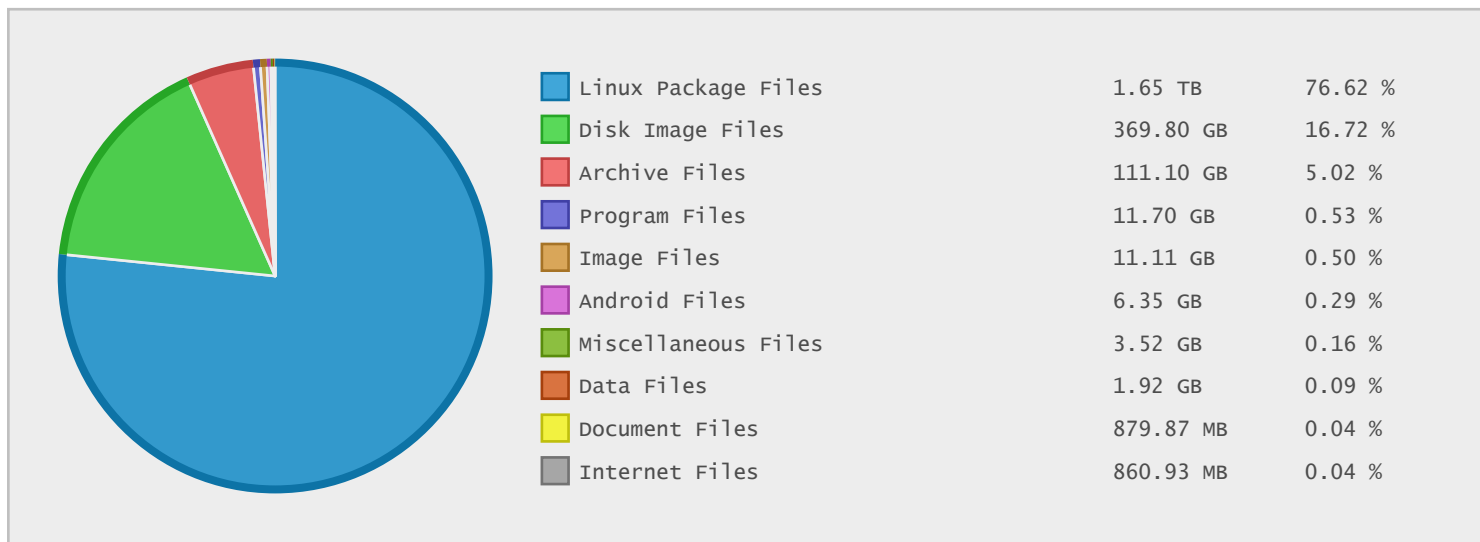 Linux Package Files 1.65 TB 76.62 %
Disk Image Files 369.80 GB 16.72 %
Archive Files 111.10 GB 5.02 %
Program Files 11.70 GB 0.53 %
Image Files 11.11 GB 0.50 %
Android Files 6.35 GB 0.29 %
Miscellaneous Files 3.52 GB 0.16 %
Data Files 1.92 GB 0.09 %
Document Files 879.87 MB 0.04 %
Internet Files 860.93 MB 0.04 %